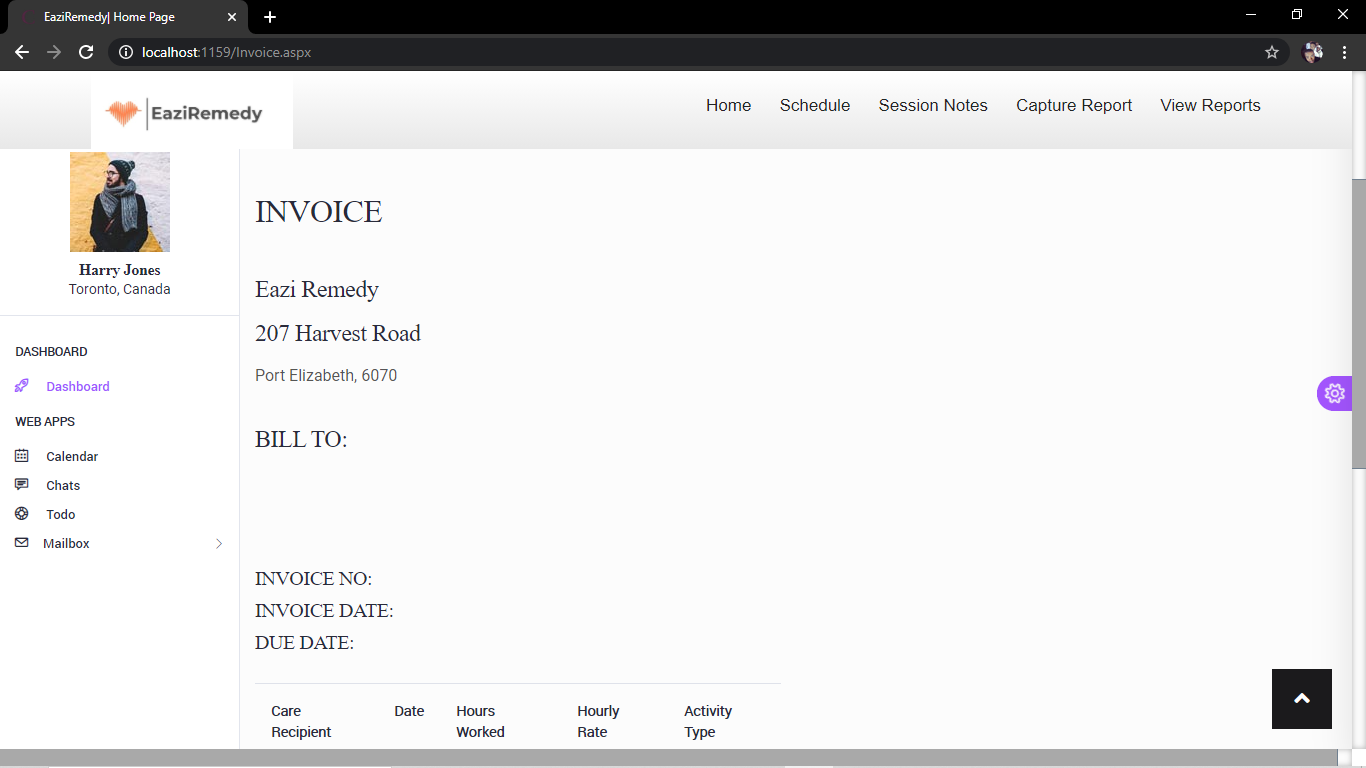 EaziRemedy| Home Page
localhost:1159/Invoice.aspx
EaziRemedy
Home Schedule Session Notes Capture Report View Reports
Harry Jones
Toronto, Canada
DASHBOARD
Dashboard
WEB APPS
Calendar
Chats
Todo
Mailbox
INVOICE
Eazi Remedy
207 Harvest Road
Port Elizabeth, 6070
BILL TO:
INVOICE NO:
INVOICE DATE:
DUE DATE:
Care Recipient Date Hours Worked Hourly Rate Activity Type